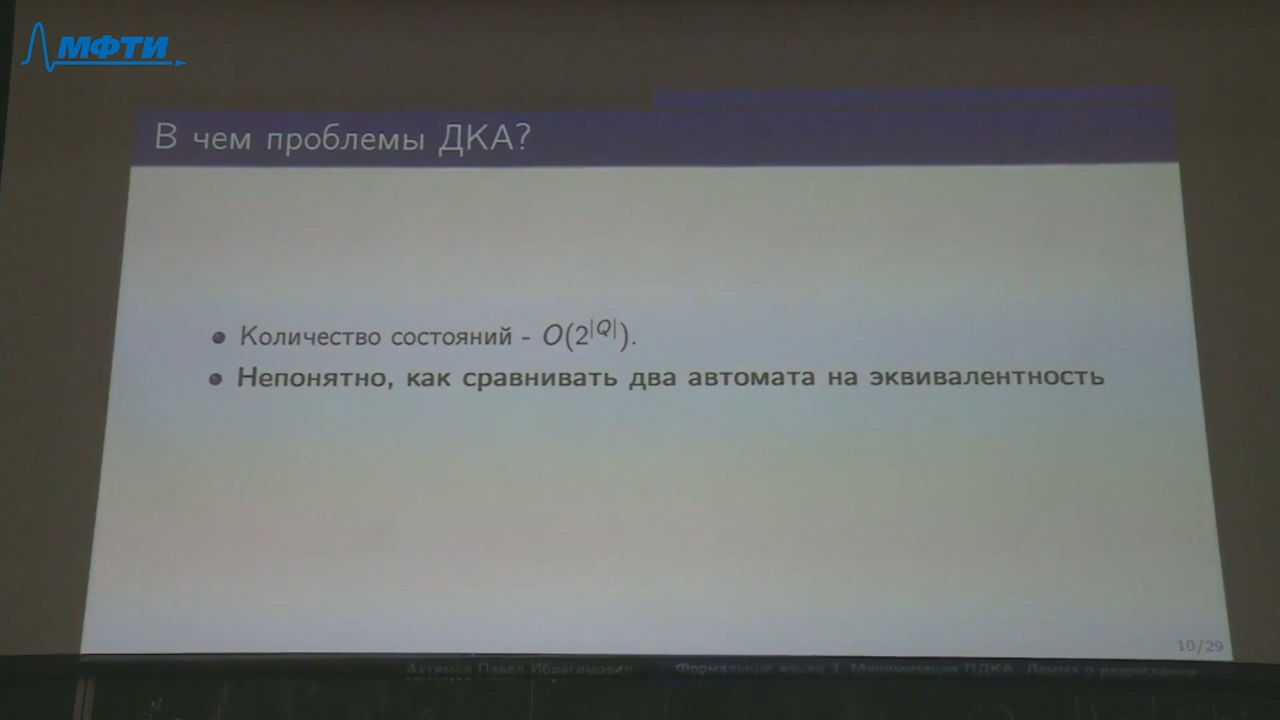 МФТИ
В чем проблемы ДКА?
Количество состояний - O(2^{|Q|}).
Непонятно, как сравнивать два автомата на эквивалентность
10/29
Павел Ибрагимович
Формальные языки 3. Минимизация ПДКА. Лемма о разрастании